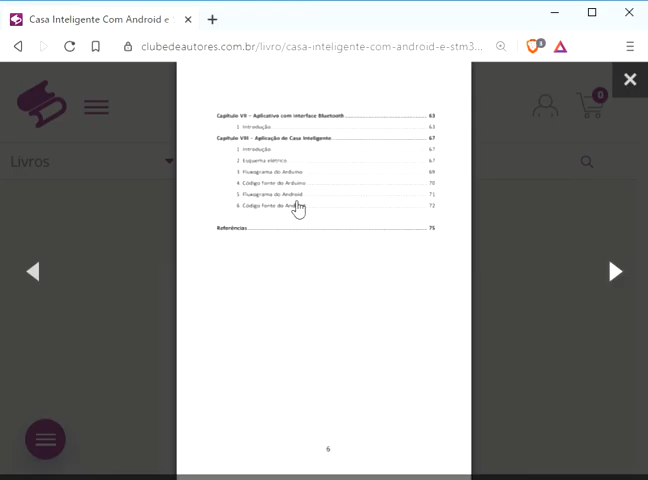 Casa Inteligente Com Android e
clubedeautores.com.br/livro/casa-inteligente-com-android-e-stm3...
8
0
Livros
Capítulo VII - Aplicativo com interface Bluetooth 63
1 Introdução 63
Capítulo VIII - Aplicação de Casa Inteligente 67
1 Introdução 67
2 Esquema elétrico 67
3 Fluxograma do Arduino 69
4 Código fonte do Arduino 70
5 Fluxograma do Android 71
6 Código fonte do 72
Referências 75
6